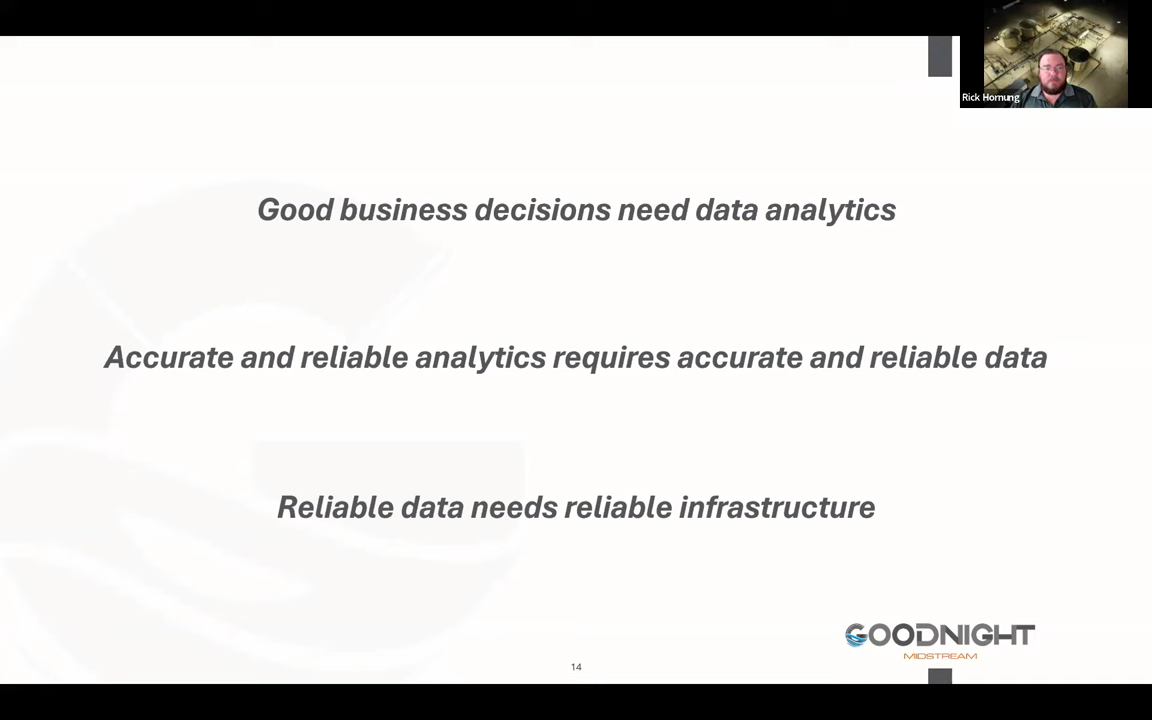 Rick Hornung
Good business decisions need data analytics
Accurate and reliable analytics requires accurate and reliable data
Reliable data needs reliable infrastructure
GOODNIGHT
MIDSTREAM
14